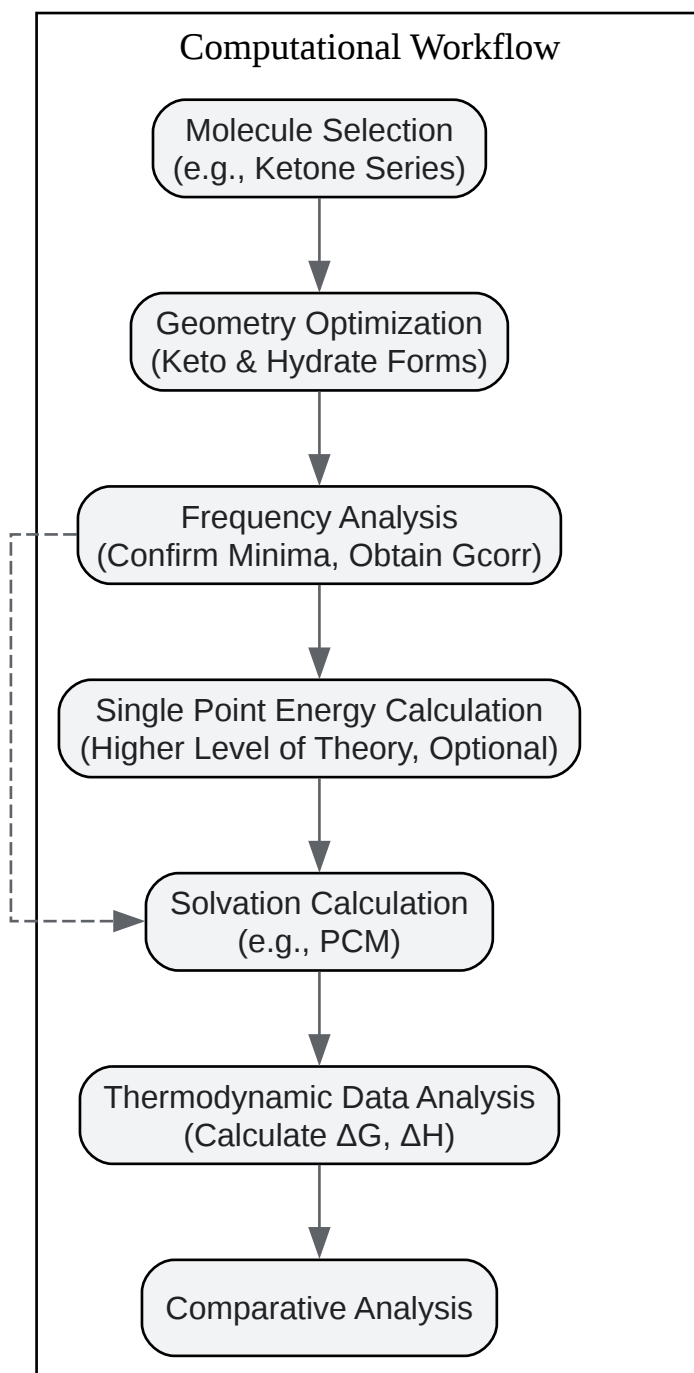 Computational Workflow
Molecule Selection
(e.g., Ketone Series)
Geometry Optimization
(Keto & Hydrate Forms)
Frequency Analysis
(Confirm Minima, Obtain Gcorr)
Single Point Energy Calculation
(Higher Level of Theory, Optional)
Solvation Calculation
(e.g., PCM)
Thermodynamic Data Analysis
(Calculate ΔG, ΔH)
Comparative Analysis